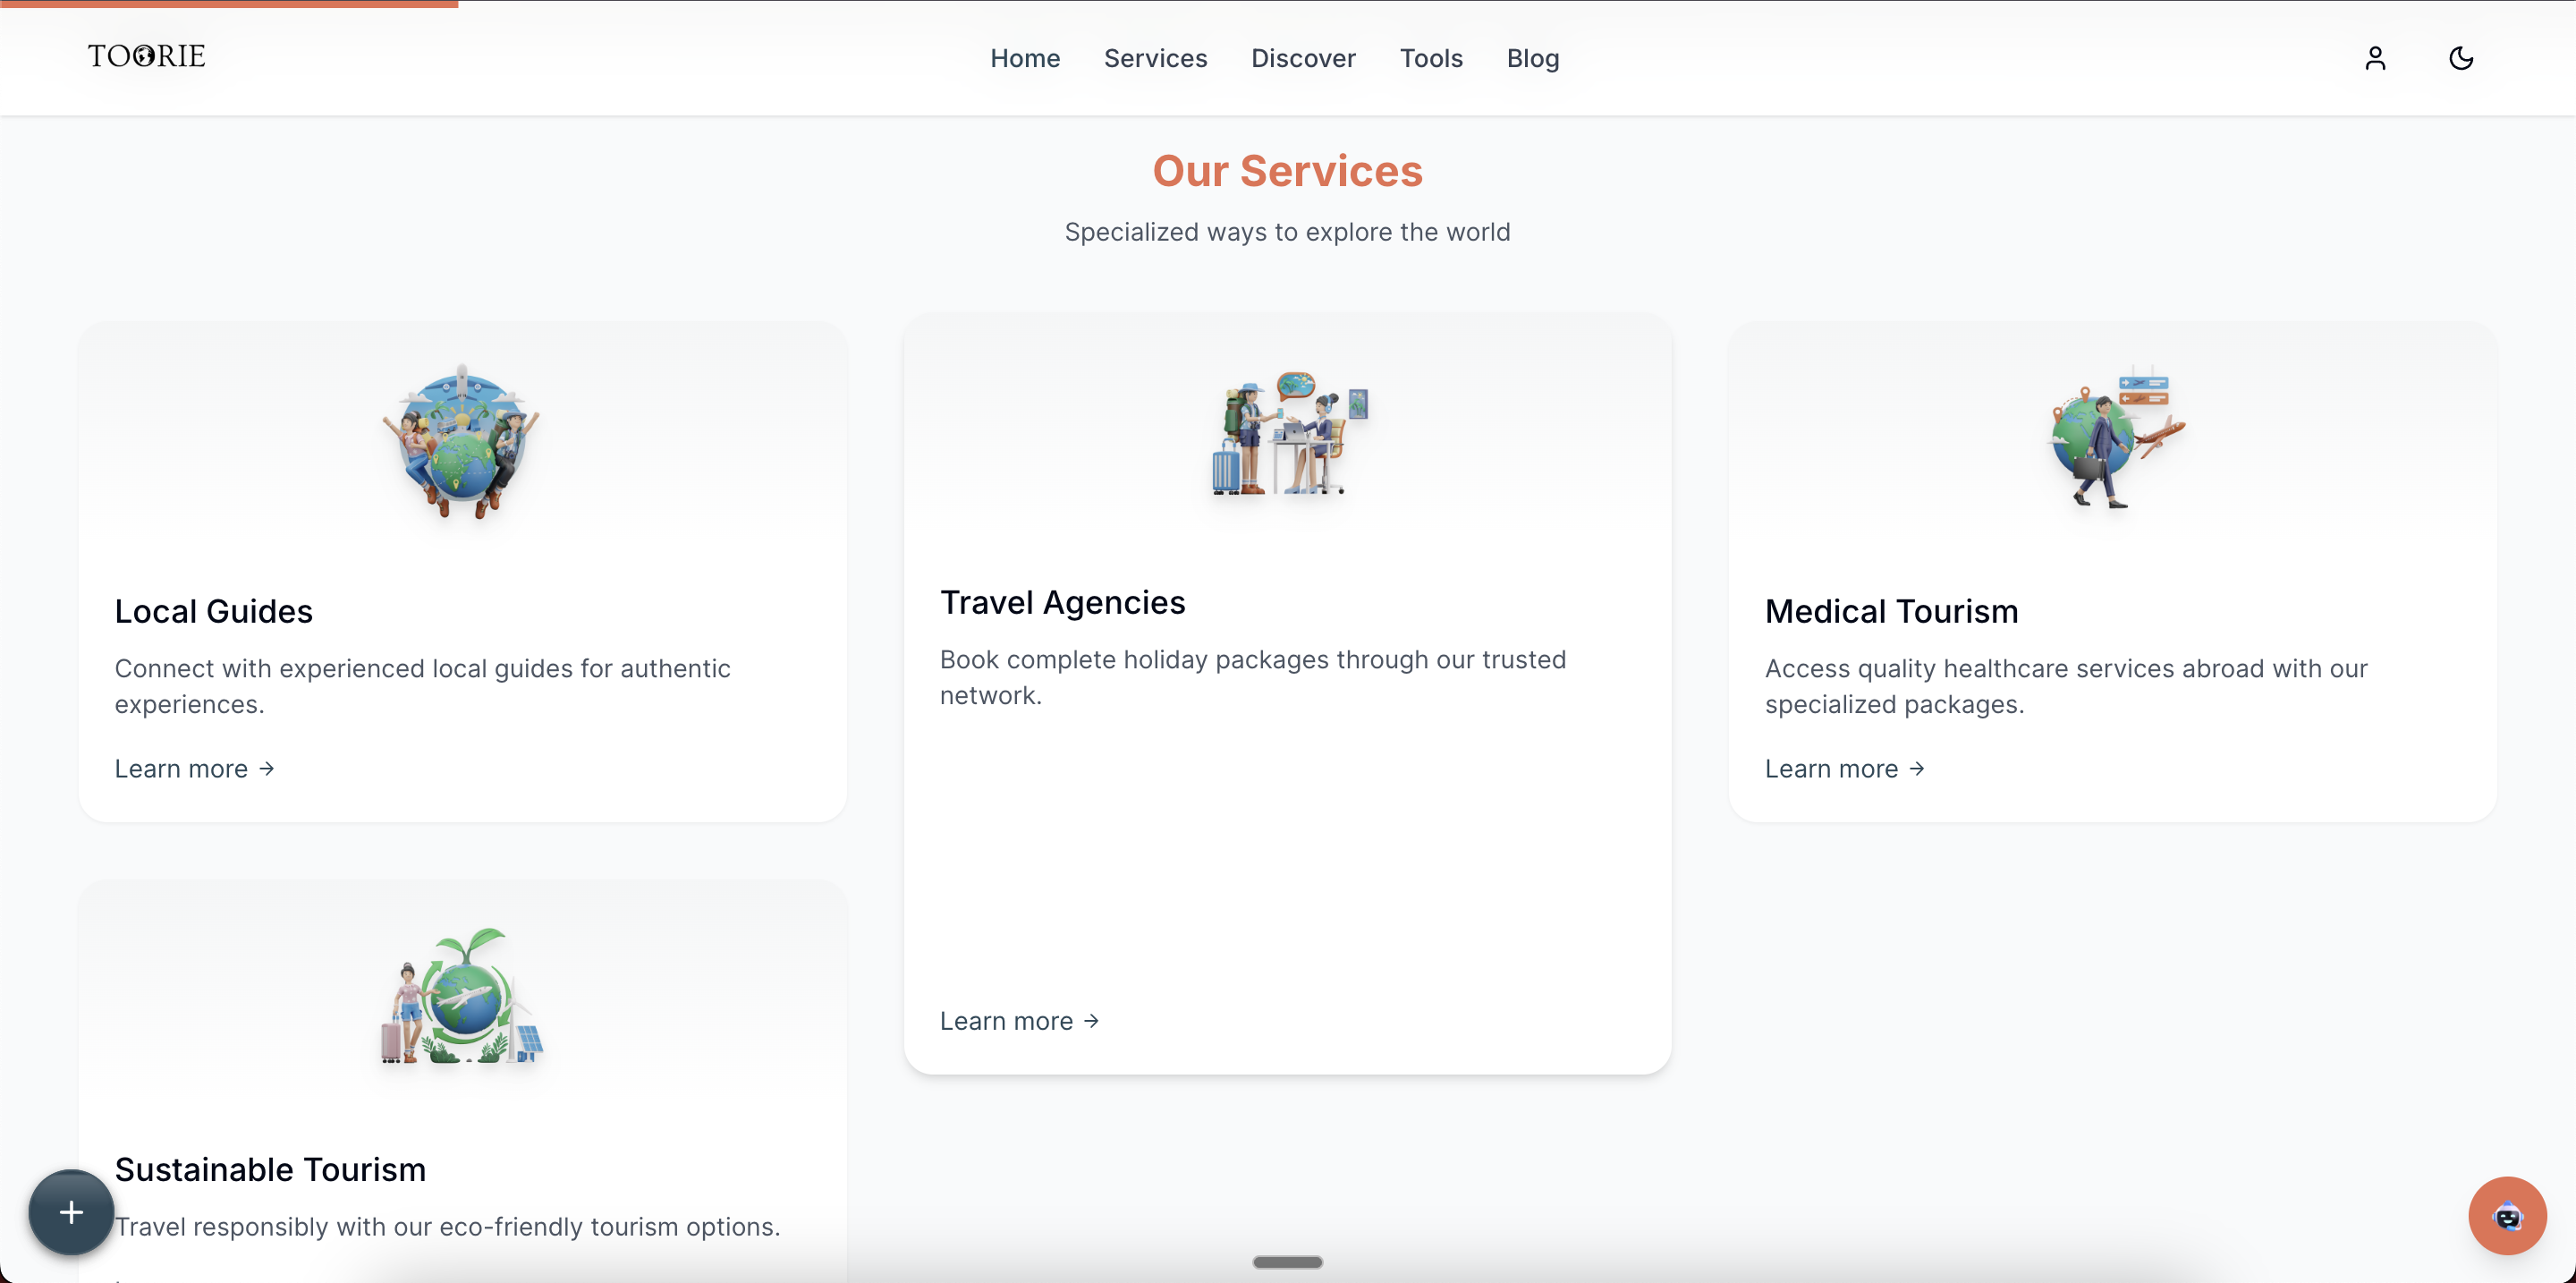 TOORIE
Home
Services
Discover
Tools
Blog
Our Services
Specialized ways to explore the world
Local Guides
Connect with experienced local guides for authentic
experiences.
Learn more →
Travel Agencies
Book complete holiday packages through our trusted
network.
Learn more →
Medical Tourism
Access quality healthcare services abroad with our
specialized packages.
Learn more →
Sustainable Tourism
Travel responsibly with our eco-friendly tourism options.